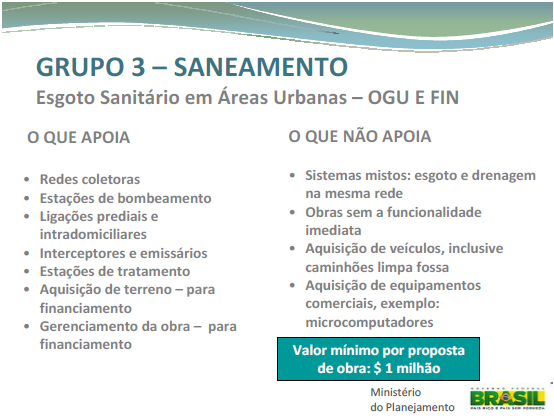 GRUPO 3 – SANEAMENTO
Esgoto Sanitário em Áreas Urbanas – OGU E FIN
O QUE APOIA
• Redes coletoras
• Estações de bombeamento
• Ligações prediais e
intradomiciliares
• Interceptores e emissários
• Estações de tratamento
• Aquisição de terreno – para
financiamento
• Gerenciamento da obra – para
financiamento
O QUE NÃO APOIA
• Sistemas mistos: esgoto e drenagem
na mesma rede
• Obras sem a funcionalidade
imediata
• Aquisição de veículos, inclusive
caminhões limpa fossa
• Aquisição de equipamentos
comerciais, exemplo:
microcomputadores
Valor mínimo por proposta
de obra: $ 1 milhão
Ministério
do Planejamento
GOVERNO FEDERAL
BRASIL
PAÍS RICO É PAÍS SEM POBREZA